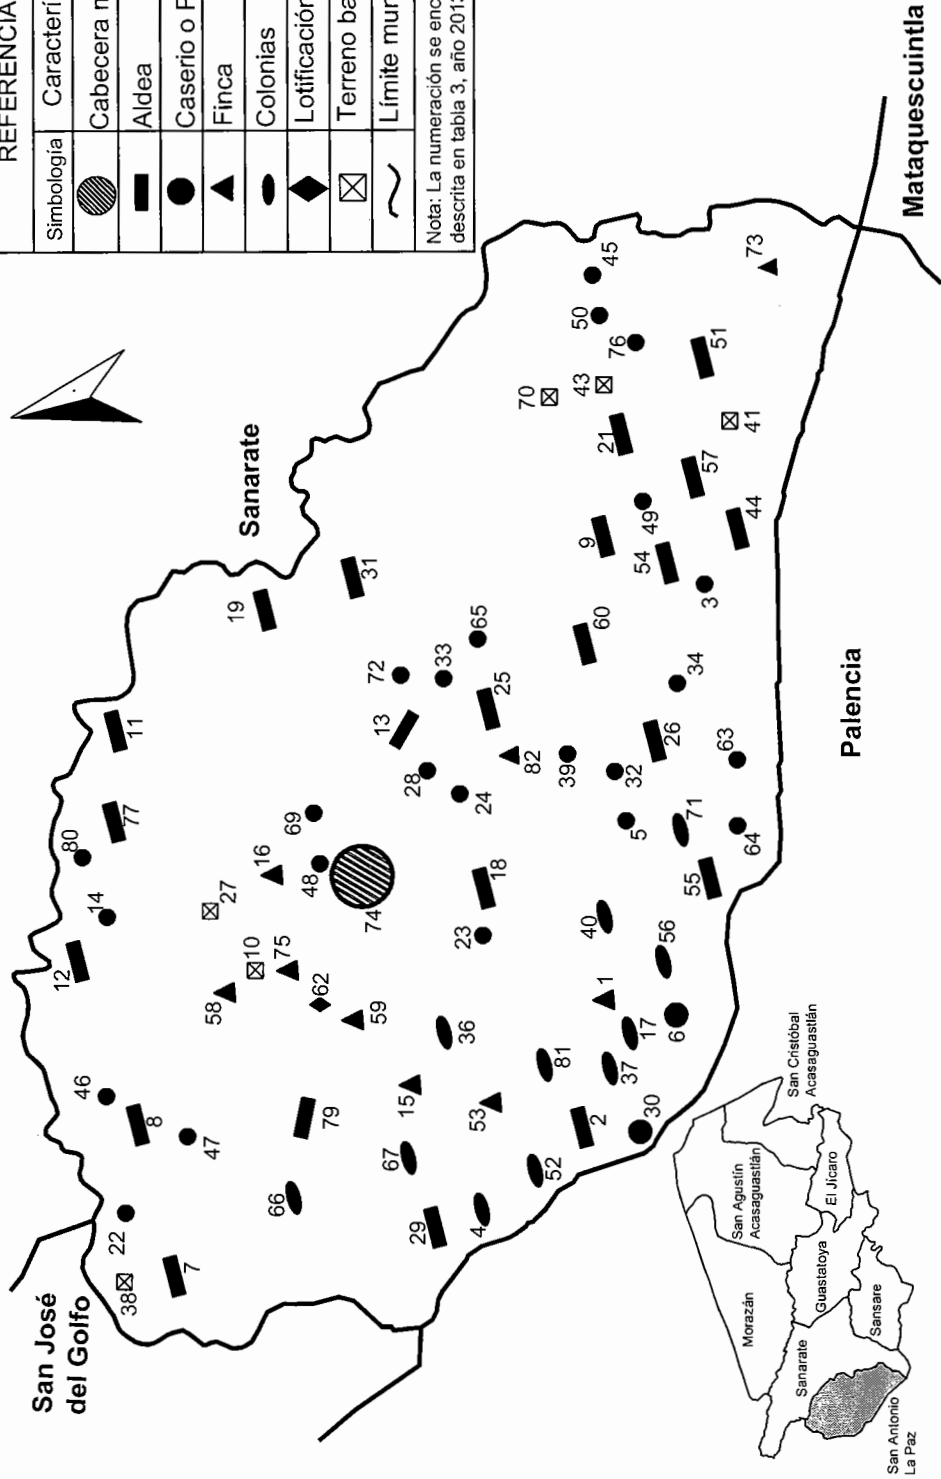 REFERENCIA
Simbología Caracterí
Cabecera m
Aldea
Caserio o P
Finca
Colonias
Lotificación
Terreno ba
Límite mun
Nota: La numeración se enc
descrita en tabla 3, año 2013
San José
del Golfo
Sanarate
Mataquescuintla
Palencia
38
22
7
46
8
47
12
14
80
77
11
19
31
66
79
67
29
4
52
15
53
58
10
75
62
59
27
16
48
69
74
36
81
37
17
1
2
30
6
56
40
23
18
28
24
13
72
33
65
25
82
39
32
5
71
55
64
63
26
34
60
3
54
49
9
44
57
21
41
43
70
51
76
50
45
73
Morazán
San Agustín
Acasaguastlán
San Cristóbal
Acasaguastlán
El Jícaro
Guastatoya
Sanarate
Sansare
San Antonio
La Paz